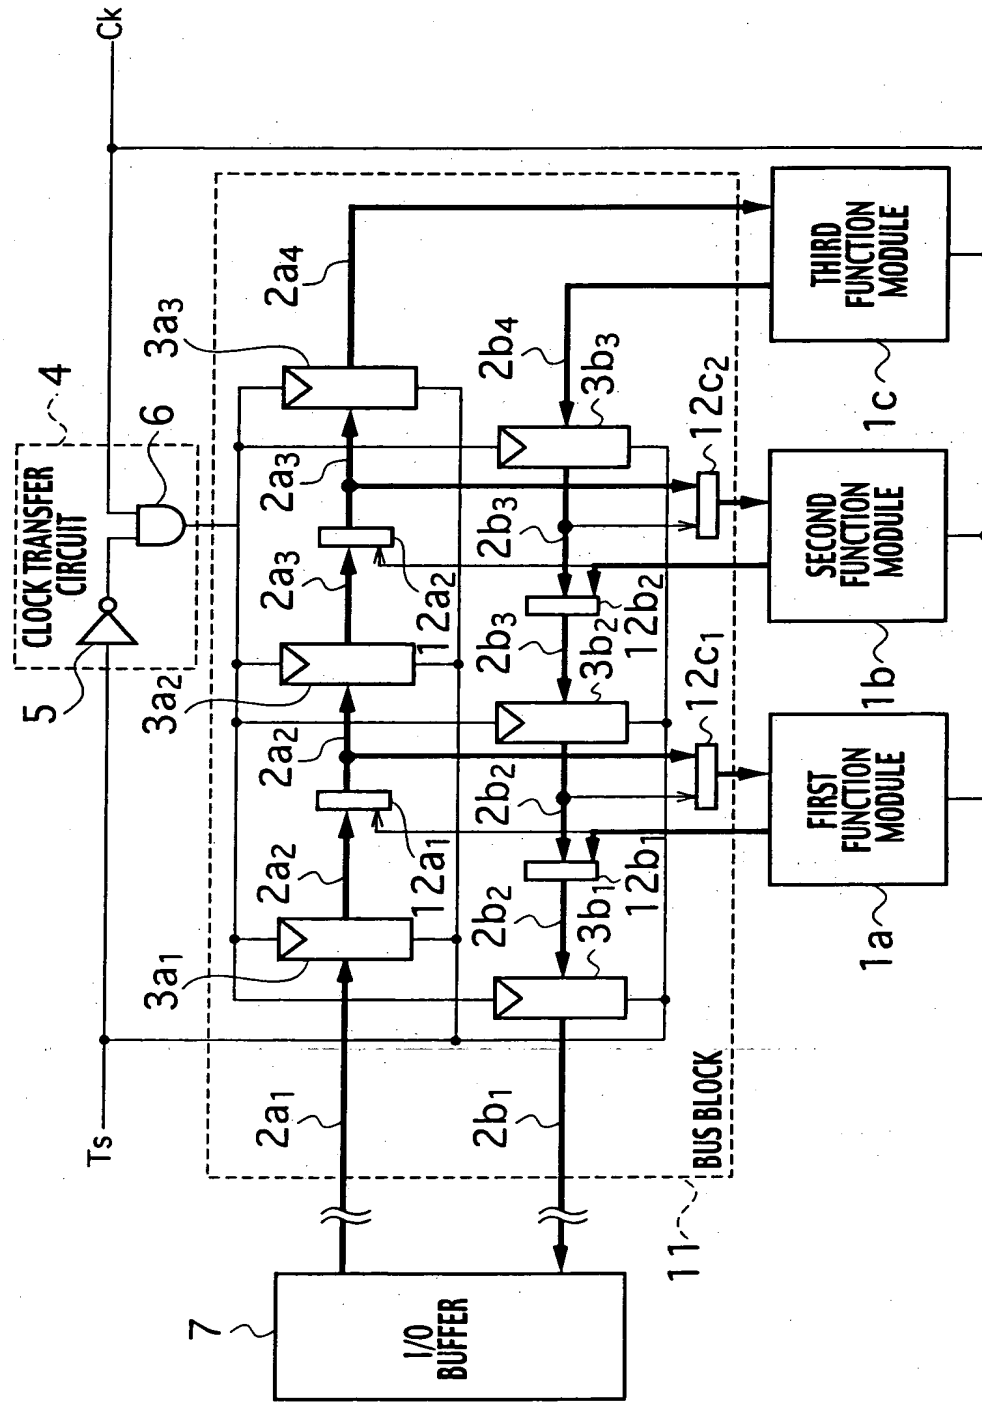 Ck
Ts
CLOCK TRANSFER
CIRCUIT
4
5
6
3a1
3a2
3a3
2a1
2a2
2a2
2a3
2a3
2a4
12a1
12a2
2b1
2b2
2b2
2b3
2b3
2b4
3b1
3b2
3b3
12b1
12b2
12c1
12c2
BUS BLOCK
11
7
I/O
BUFFER
FIRST
FUNCTION
MODULE
1a
SECOND
FUNCTION
MODULE
1b
THIRD
FUNCTION
MODULE
1c